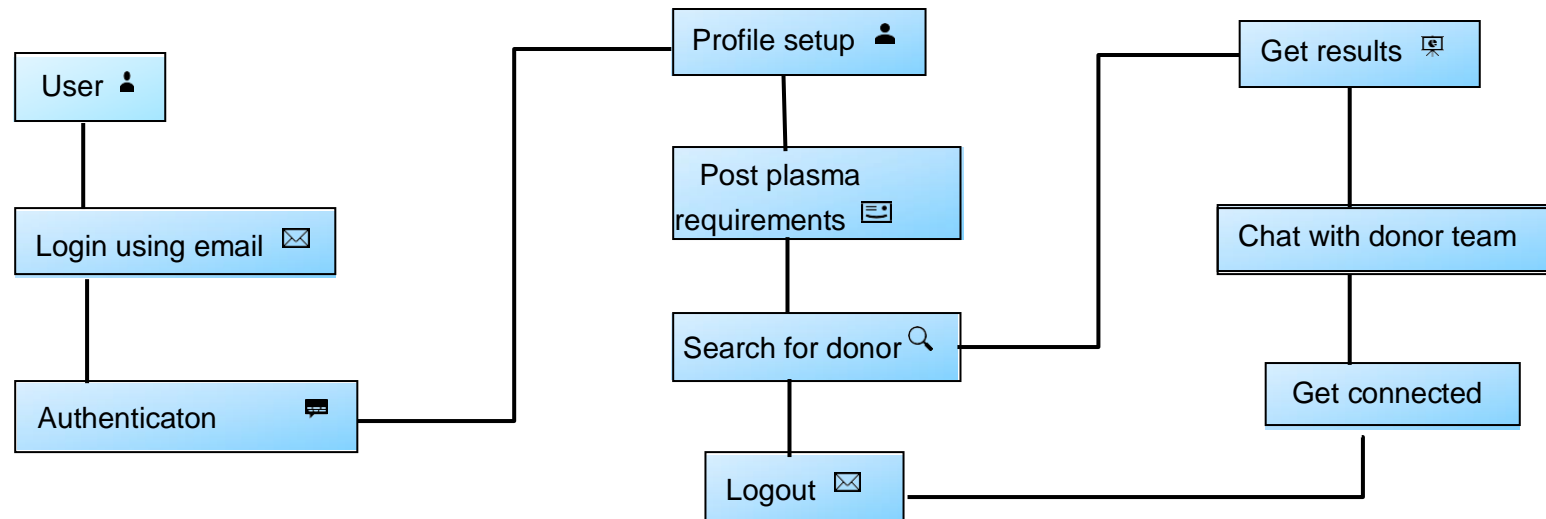 User
Login using email
Authenticaton
Profile setup
Post plasma
requirements
Search for donor
Logout
Get results
Chat with donor team
Get connected